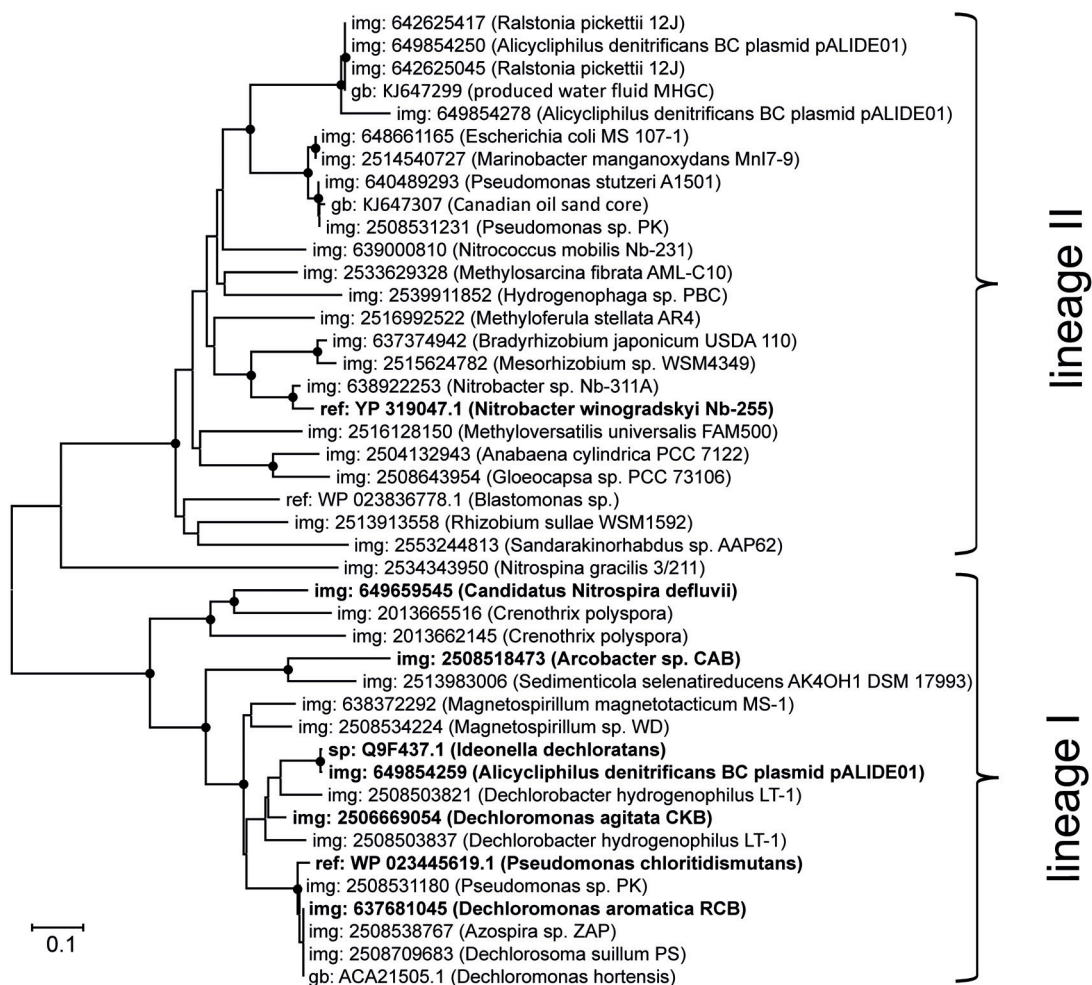 img: 642625417 (Ralstonia pickettii 12J)
img: 649854250 (Alicycliphilus denitrificans BC plasmid pALIDE01)
img: 642625045 (Ralstonia pickettii 12J)
gb: KJ647299 (produced water fluid MHGC)
img: 649854278 (Alicycliphilus denitrificans BC plasmid pALIDE01)
img: 648661165 (Escherichia coli MS 107-1)
img: 2514540727 (Marinobacter manganoxydans MnI7-9)
img: 640489293 (Pseudomonas stutzeri A1501)
gb: KJ647307 (Canadian oil sand core)
img: 2508531231 (Pseudomonas sp. PK)
img: 639000810 (Nitrococcus mobilis Nb-231)
img: 2533629328 (Methylosarcina fibrata AML-C10)
img: 2539911852 (Hydrogenophaga sp. PBC)
img: 2516992522 (Methyloferula stellata AR4)
img: 637374942 (Bradyrhizobium japonicum USDA 110)
img: 2515624782 (Mesorhizobium sp. WSM4349)
img: 638922253 (Nitrobacter sp. Nb-311A)
ref: YP 319047.1 (Nitrobacter winogradskyi Nb-255)
img: 2516128150 (Methyloversatilis universalis FAM500)
img: 2504132943 (Anabaena cylindrica PCC 7122)
img: 2508643954 (Gloeocapsa sp. PCC 73106)
ref: WP 023836778.1 (Blastomonas sp.)
img: 2513913558 (Rhizobium sullae WSM1592)
img: 2553244813 (Sandarakinorhabdus sp. AAP62)
img: 2534343950 (Nitrospina gracilis 3/211)
lineage II
img: 649659545 (Candidatus Nitrospira defluvii)
img: 2013665516 (Crenothrix polyspora)
img: 2013662145 (Crenothrix polyspora)
img: 2508518473 (Arcobacter sp. CAB)
img: 2513983006 (Sedimenticola selenatireducens AK4OH1 DSM 17993)
img: 638372292 (Magnetospirillum magnetotacticum MS-1)
img: 2508534224 (Magnetospirillum sp. WD)
sp: Q9F437.1 (Ideonella dechloratans)
img: 649854259 (Alicycliphilus denitrificans BC plasmid pALIDE01)
img: 2508503821 (Dechlorobacter hydrogenophilus LT-1)
img: 2506669054 (Dechloromonas agitata CKB)
img: 2508503837 (Dechlorobacter hydrogenophilus LT-1)
ref: WP 023445619.1 (Pseudomonas chloritidismutans)
img: 2508531180 (Pseudomonas sp. PK)
img: 637681045 (Dechloromonas aromatica RCB)
img: 2508538767 (Azospira sp. ZAP)
img: 2508709683 (Dechlorosoma suillum PS)
gb: ACA21505.1 (Dechloromonas hortensis)
lineage I
0.1